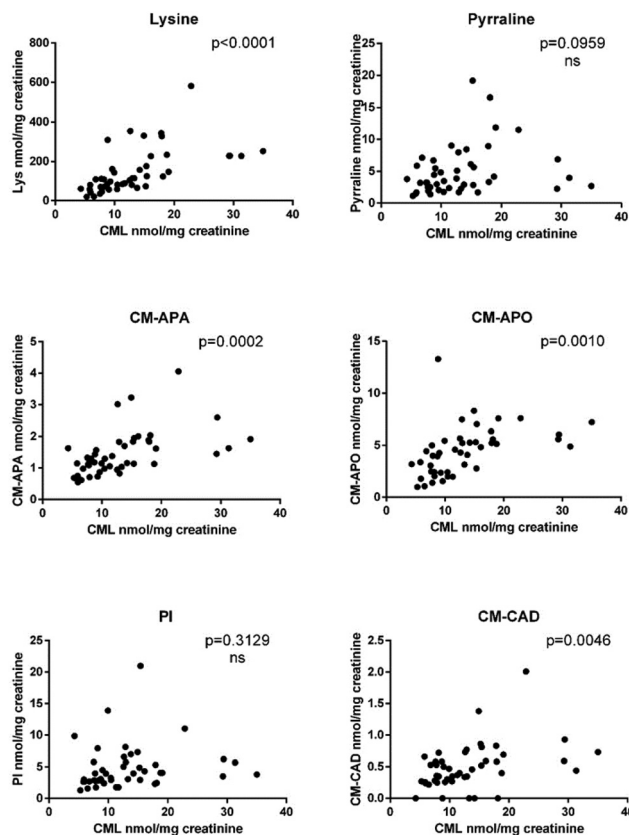 Lysine
p<0.0001
Lys nmol/mg creatinine
800
600
400
200
0
0
10
20
30
40
CML nmol/mg creatinine
Pyrraline
p=0.0959
ns
Pyrraline nmol/mg creatinine
25
20
15
10
5
0
0
10
20
30
40
CML nmol/mg creatinine
CM-APA
p=0.0002
CM-APA nmol/mg creatinine
5
4
3
2
1
0
0
10
20
30
40
CML nmol/mg creatinine
CM-APO
p=0.0010
CM-APO nmol/mg creatinine
15
10
5
0
0
10
20
30
40
CML nmol/mg creatinine
PI
p=0.3129
ns
PI nmol/mg creatinine
25
20
15
10
5
0
0
10
20
30
40
CML nmol/mg creatinine
CM-CAD
p=0.0046
CM-CAD nmol/mg creatinine
2.5
2.0
1.5
1.0
0.5
0.0
0
10
20
30
40
CML nmol/mg creatinine